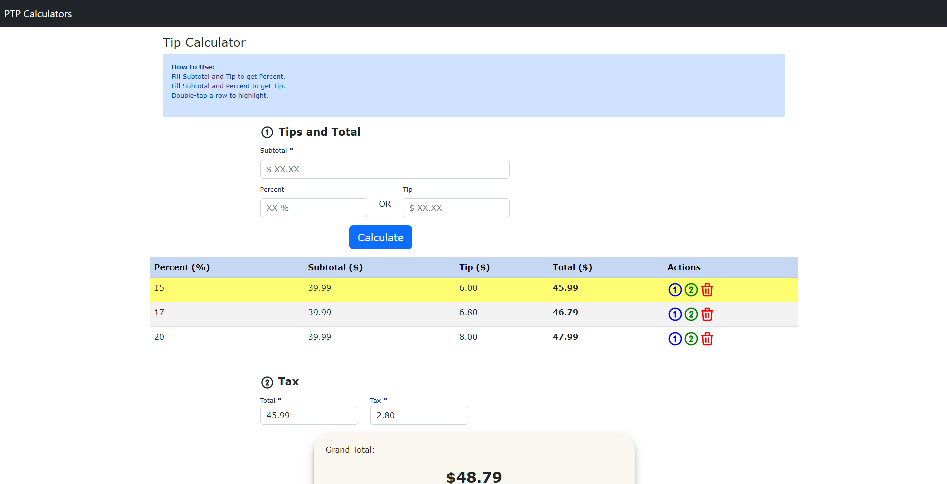 PTP Calculators
Tip Calculator
How to Use:
Fill Subtotal and Tip to get Percent.
Fill Subtotal and Percent to get Tip.
Double-tap a row to highlight.
1 Tips and Total
Subtotal *
$ XX.XX
Percent Tip
XX % OR $ XX.XX
Calculate
Percent (%) Subtotal ($) Tip ($) Total ($) Actions
15 39.99 6.00 45.99 1 2
17 39.99 6.80 46.79 1 2
20 39.99 8.00 47.99 1 2
2 Tax
Total * Tax *
45.99 2.80
Grand Total:
$48.79